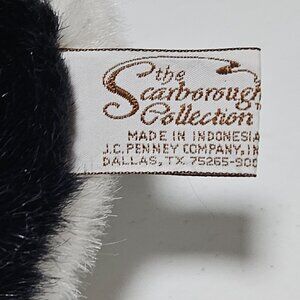 the
Scarborough
Collection
MADE IN INDONESIA
J.C. PENNEY COMPANY, IN
DALLAS, TX 75265-900